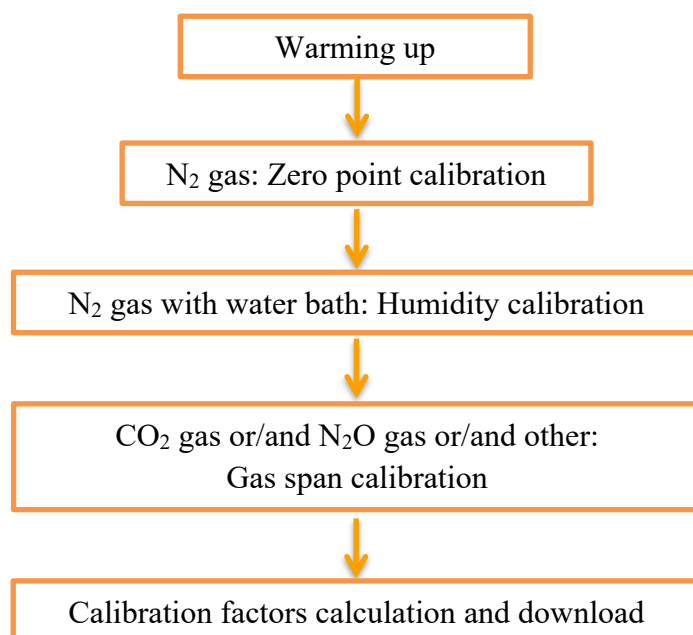 Warming up
N₂ gas: Zero point calibration
N₂ gas with water bath: Humidity calibration
CO₂ gas or/and N₂O gas or/and other:
Gas span calibration
Calibration factors calculation and download